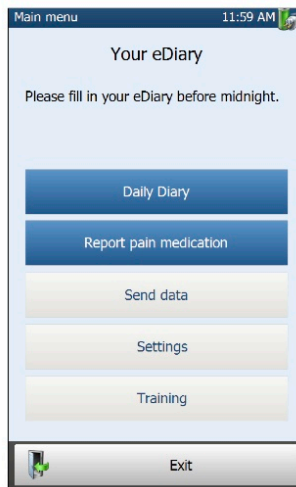 Main menu 11:59 AM
Your eDiary
Please fill in your eDiary before midnight.
Daily Diary
Report pain medication
Send data
Settings
Training
Exit